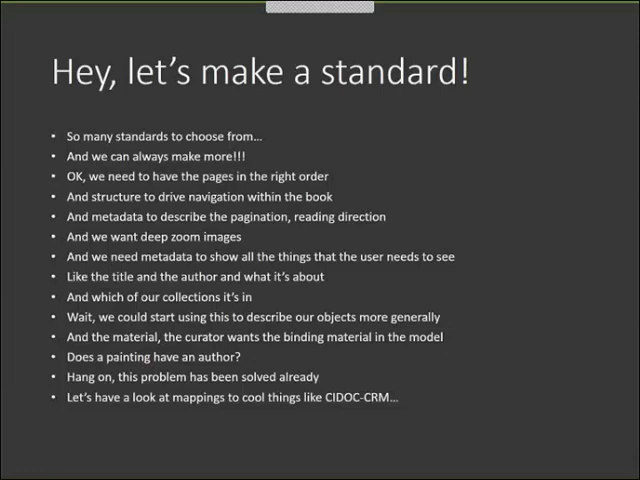 Hey, let’s make a standard!
• So many standards to choose from…
• And we can always make more!!!
• OK, we need to have the pages in the right order
• And structure to drive navigation within the book
• And metadata to describe the pagination, reading direction
• And we want deep zoom images
• And we need metadata to show all the things that the user needs to see
• Like the title and the author and what it’s about
• And which of our collections it’s in
• Wait, we could start using this to describe our objects more generally
• And the material, the curator wants the binding material in the model
• Does a painting have an author?
• Hang on, this problem has been solved already
• Let’s have a look at mappings to cool things like CIDOC-CRM…